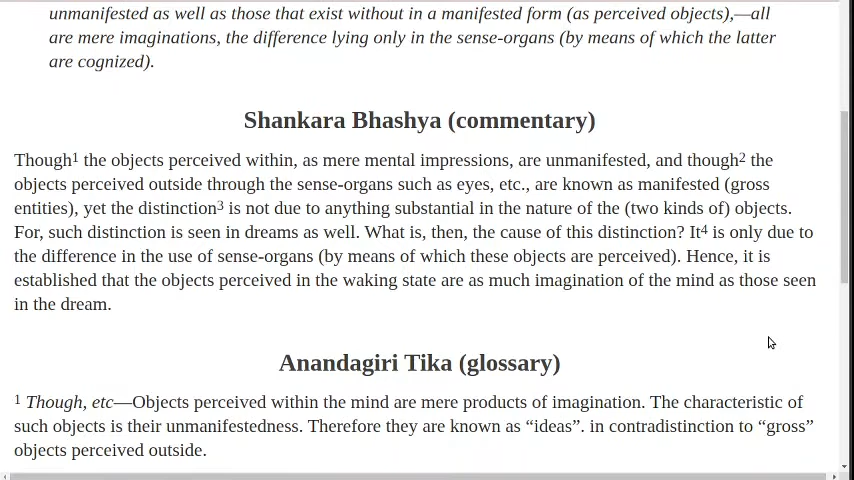 unmanifested as well as those that exist without in a manifested form (as perceived objects),—all
are mere imaginations, the difference lying only in the sense-organs (by means of which the latter
are cognized).
Shankara Bhashya (commentary)
Though1 the objects perceived within, as mere mental impressions, are unmanifested, and though2 the
objects perceived outside through the sense-organs such as eyes, etc., are known as manifested (gross
entities), yet the distinction3 is not due to anything substantial in the nature of the (two kinds of) objects.
For, such distinction is seen in dreams as well. What is, then, the cause of this distinction? It4 is only due to
the difference in the use of sense-organs (by means of which these objects are perceived). Hence, it is
established that the objects perceived in the waking state are as much imagination of the mind as those seen
in the dream.
Anandagiri Tika (glossary)
1 Though, etc—Objects perceived within the mind are mere products of imagination. The characteristic of
such objects is their unmanifestedness. Therefore they are known as “ideas”. in contradistinction to “gross”
objects perceived outside.